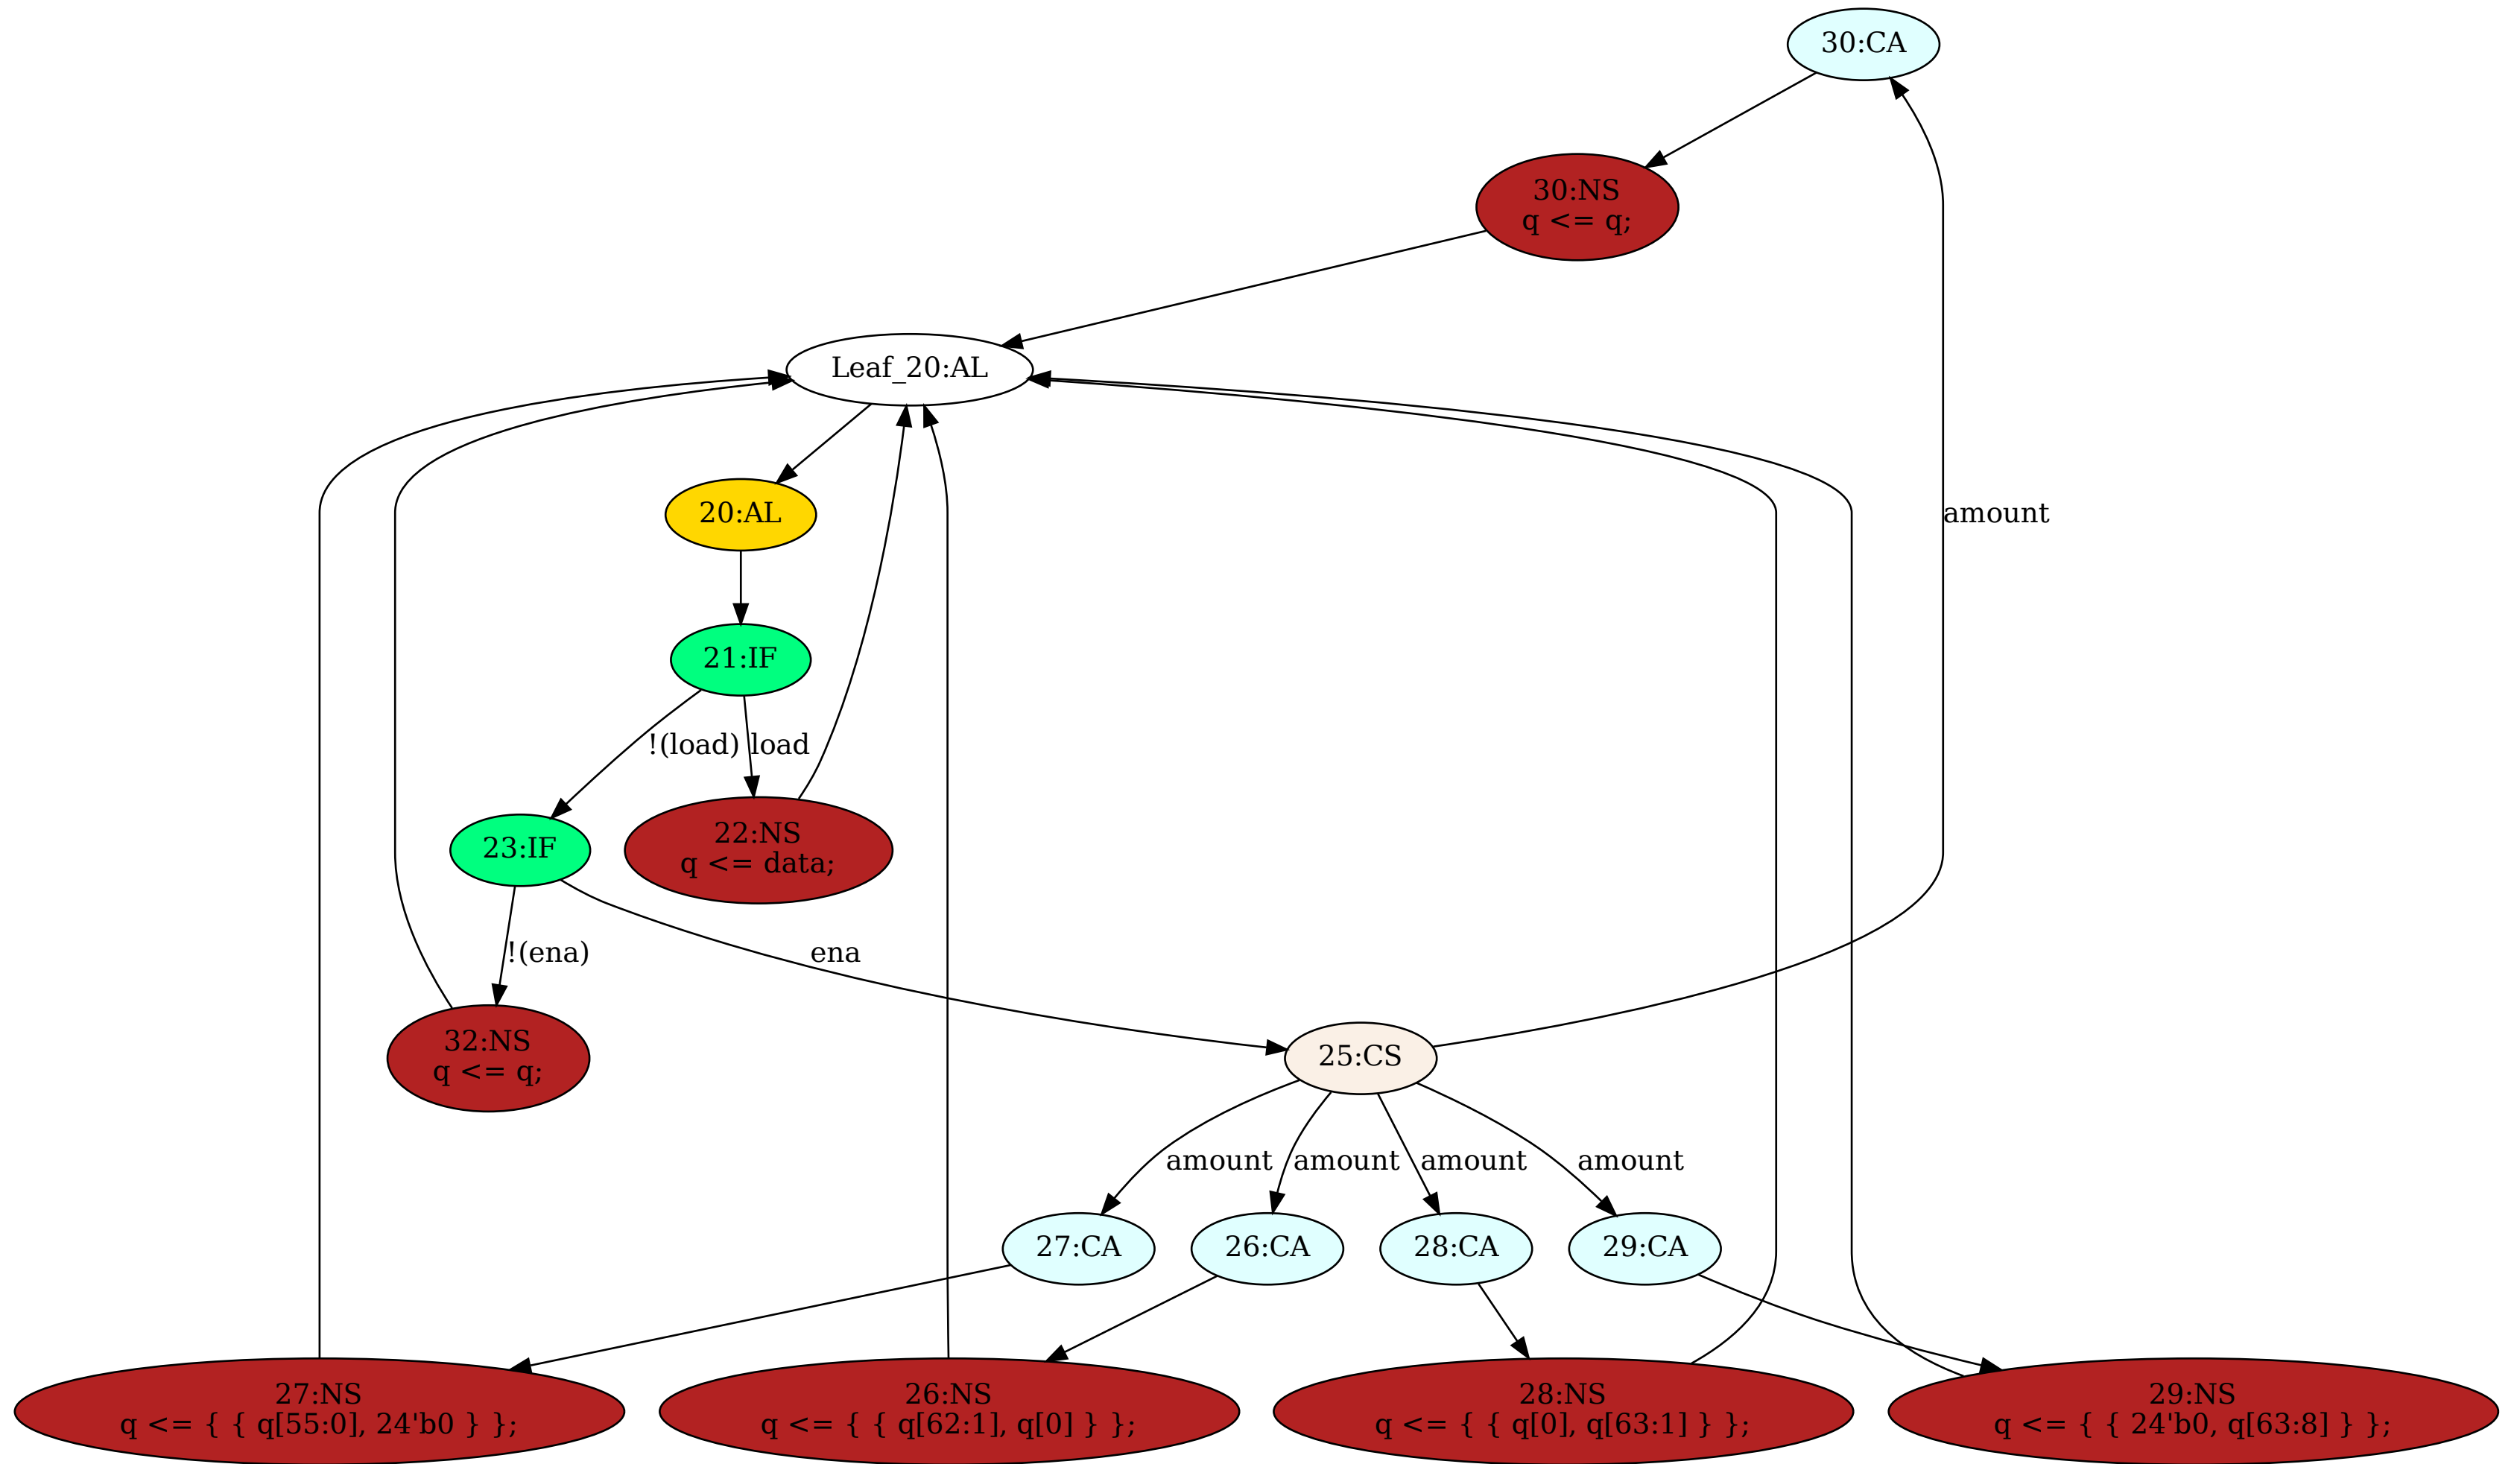 30:CA
30:NS
q <= q;
Leaf_20:AL
20:AL
amount
21:IF
!(load)
load
23:IF
22:NS
q <= data;
!(ena)
ena
32:NS
q <= q;
25:CS
amount
amount
amount
amount
27:CA
26:CA
28:CA
29:CA
27:NS
q <= { { q[55:0], 24'b0 } };
26:NS
q <= { { q[62:1], q[0] } };
28:NS
q <= { { q[0], q[63:1] } };
29:NS
q <= { { 24'b0, q[63:8] } };